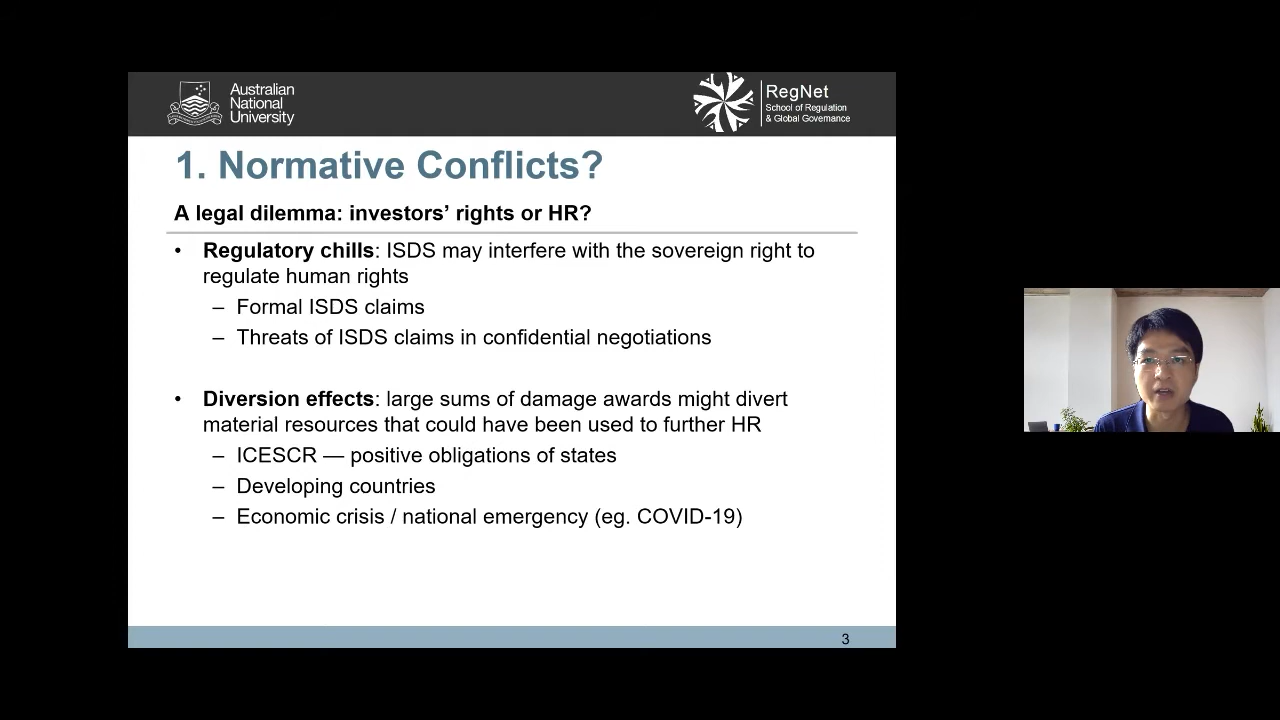 Australian
National
University
RegNet
School of Regulation
& Global Governance
1. Normative Conflicts?
A legal dilemma: investors’ rights or HR?
• Regulatory chills: ISDS may interfere with the sovereign right to
regulate human rights
– Formal ISDS claims
– Threats of ISDS claims in confidential negotiations
• Diversion effects: large sums of damage awards might divert
material resources that could have been used to further HR
– ICESCR — positive obligations of states
– Developing countries
– Economic crisis / national emergency (eg. COVID-19)
3